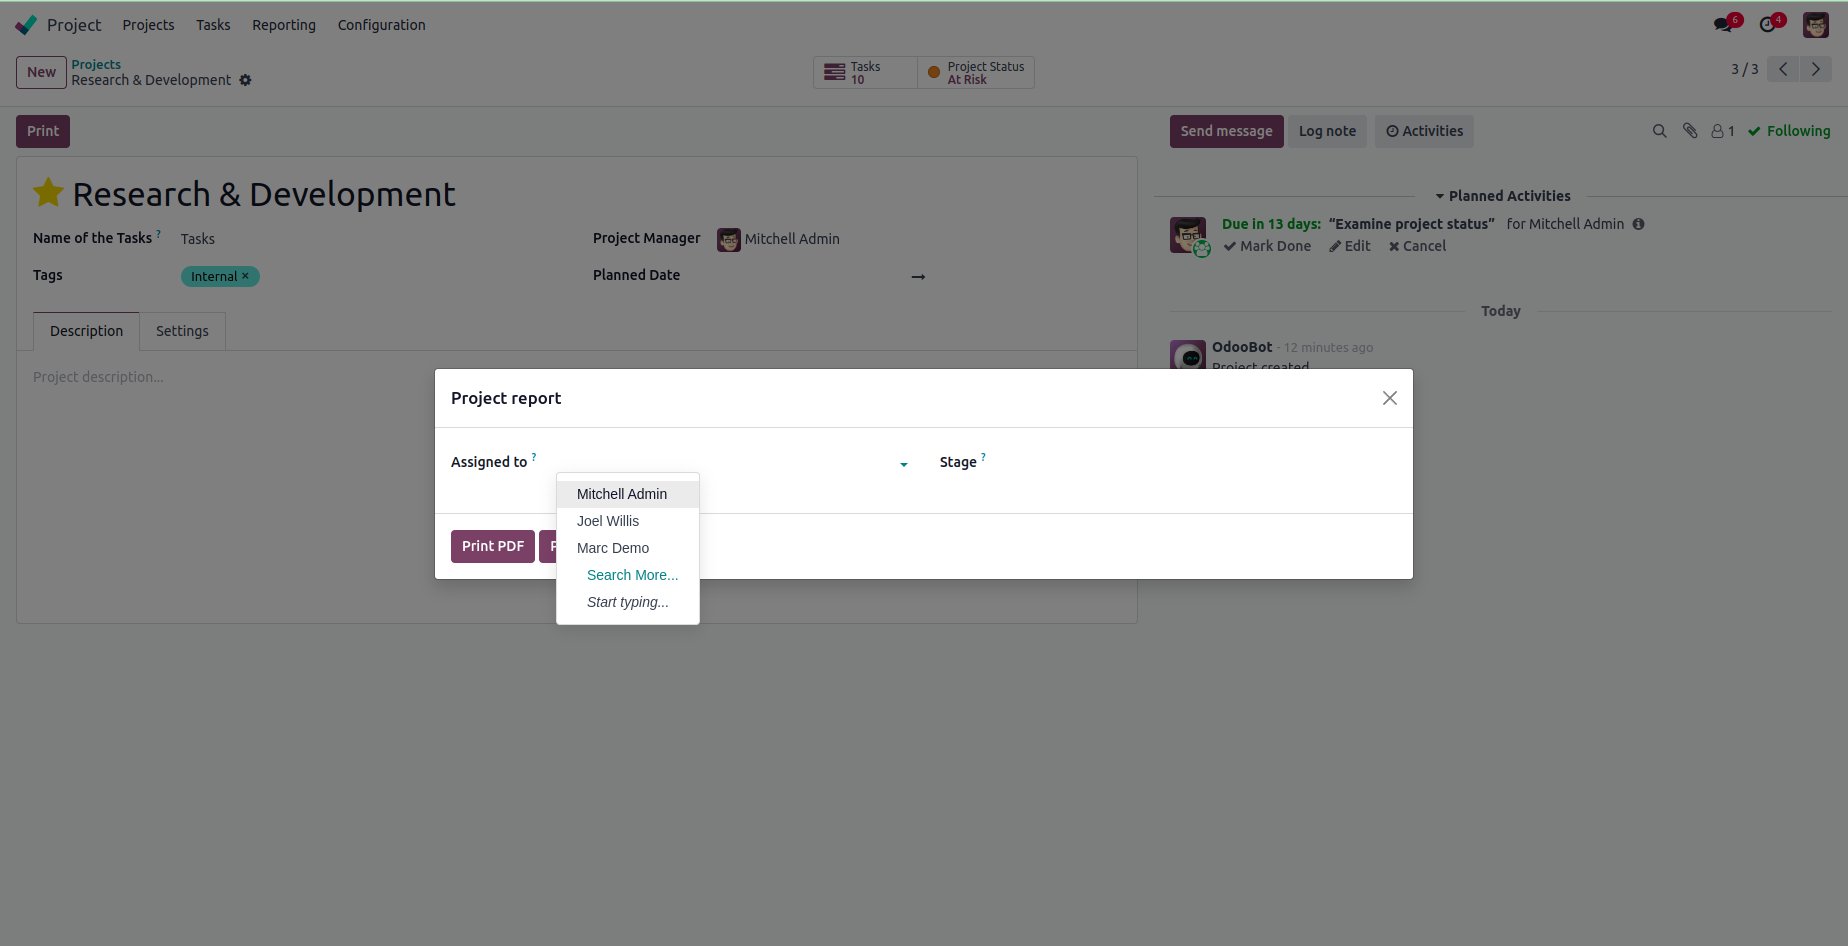 Project Projects Tasks Reporting Configuration 6 4
New Projects
Research & Development
Tasks
10
Project Status
At Risk
3 / 3
Print
Send message Log note Activities 1 Following
Research & Development
Name of the Tasks ? Tasks
Project Manager Mitchell Admin
Tags Internal ×
Planned Date →
Description Settings
Project description...
Planned Activities
Due in 13 days: “Examine project status” for Mitchell Admin
Mark Done Edit Cancel
Today
OdooBot - 12 minutes ago
Project created
Project report
Assigned to ?
Stage ?
Mitchell Admin
Joel Willis
Marc Demo
Search More...
Start typing...
Print PDF